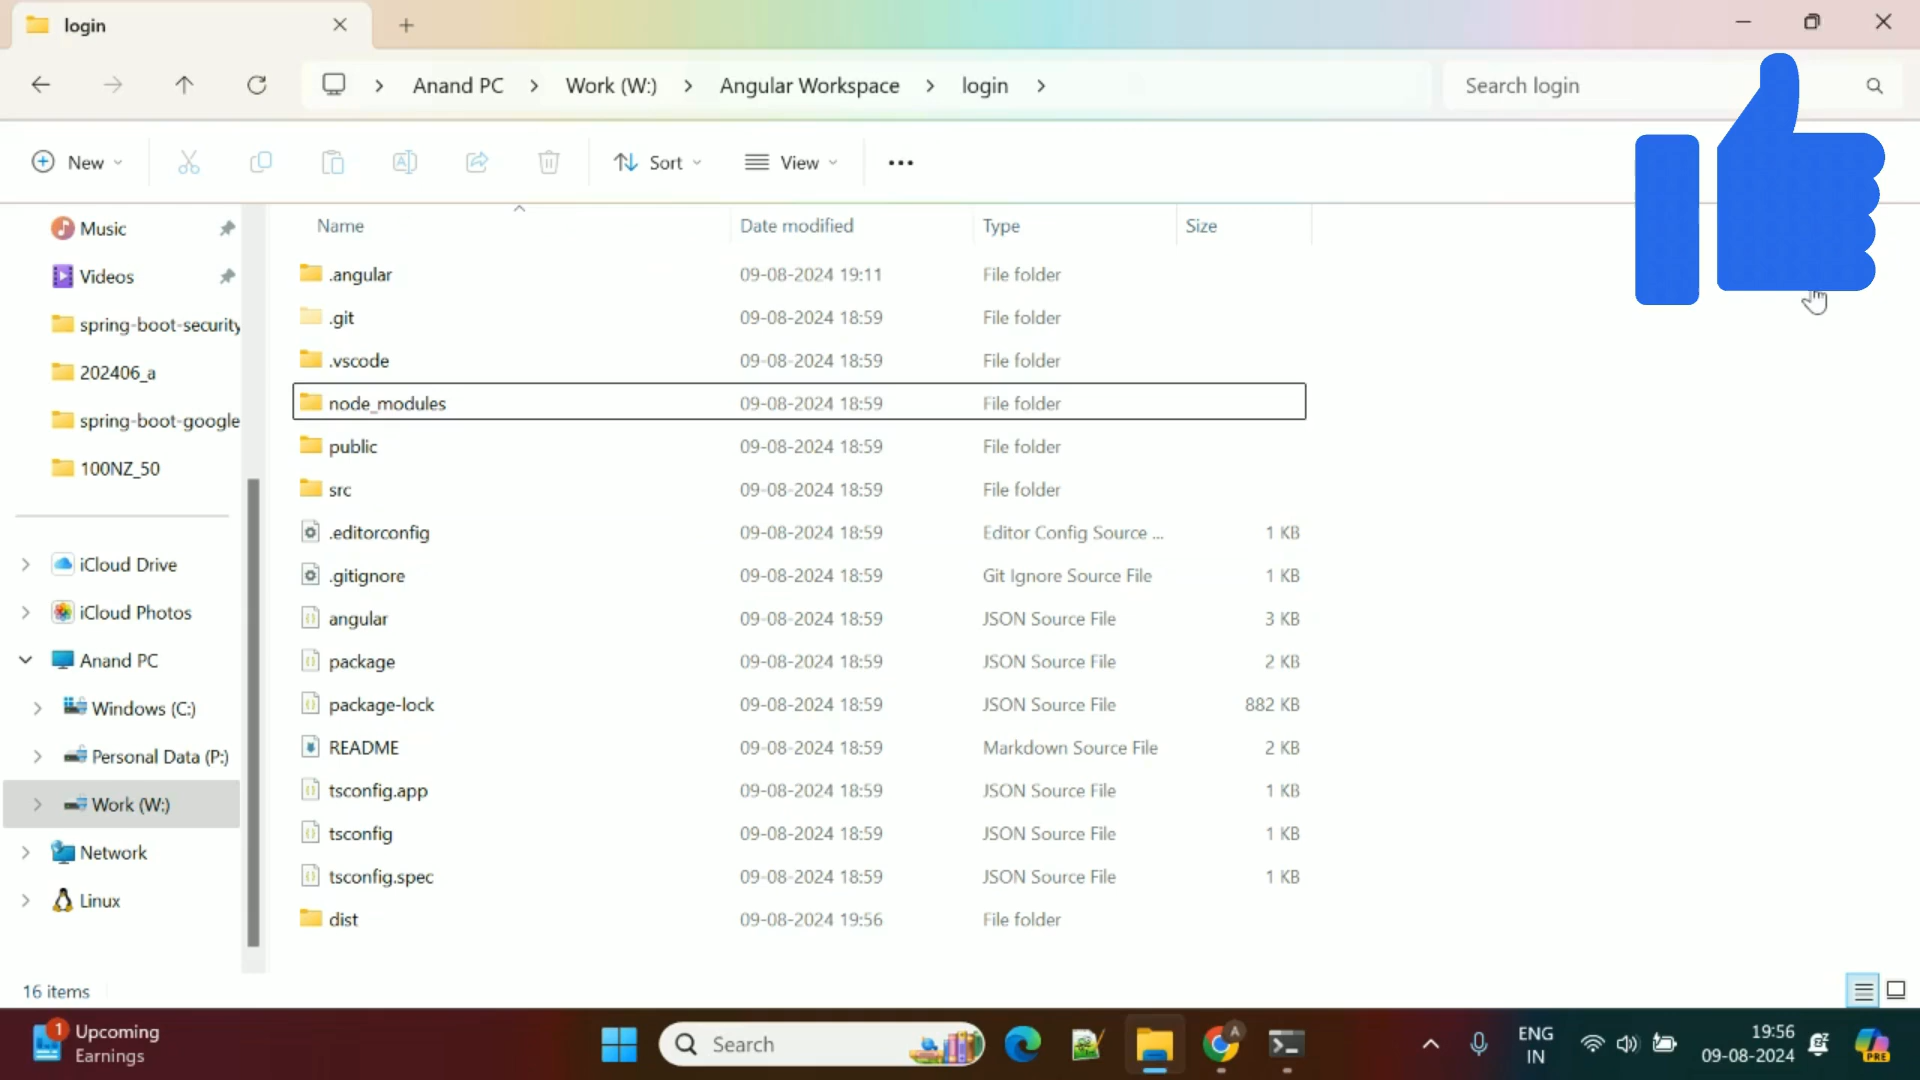 login
Anand PC > Work (W:) > Angular Workspace > login >
Search login
New
Sort
View
Name
Date modified
Type
Size
Music
Videos
spring-boot-security
202406_a
spring-boot-google
100NZ_50
iCloud Drive
iCloud Photos
Anand PC
Windows (C:)
Personal Data (P:)
Work (W:)
Network
Linux
.angular 09-08-2024 19:11 File folder
.git 09-08-2024 18:59 File folder
.vscode 09-08-2024 18:59 File folder
node_modules 09-08-2024 18:59 File folder
public 09-08-2024 18:59 File folder
src 09-08-2024 18:59 File folder
.editorconfig 09-08-2024 18:59 Editor Config Source ... 1 KB
.gitignore 09-08-2024 18:59 Git Ignore Source File 1 KB
angular 09-08-2024 18:59 JSON Source File 3 KB
package 09-08-2024 18:59 JSON Source File 2 KB
package-lock 09-08-2024 18:59 JSON Source File 882 KB
README 09-08-2024 18:59 Markdown Source File 2 KB
tsconfig.app 09-08-2024 18:59 JSON Source File 1 KB
tsconfig 09-08-2024 18:59 JSON Source File 1 KB
tsconfig.spec 09-08-2024 18:59 JSON Source File 1 KB
dist 09-08-2024 19:56 File folder
16 items
1
Upcoming
Earnings
Search
A
ENG
IN
19:56
09-08-2024
PRE